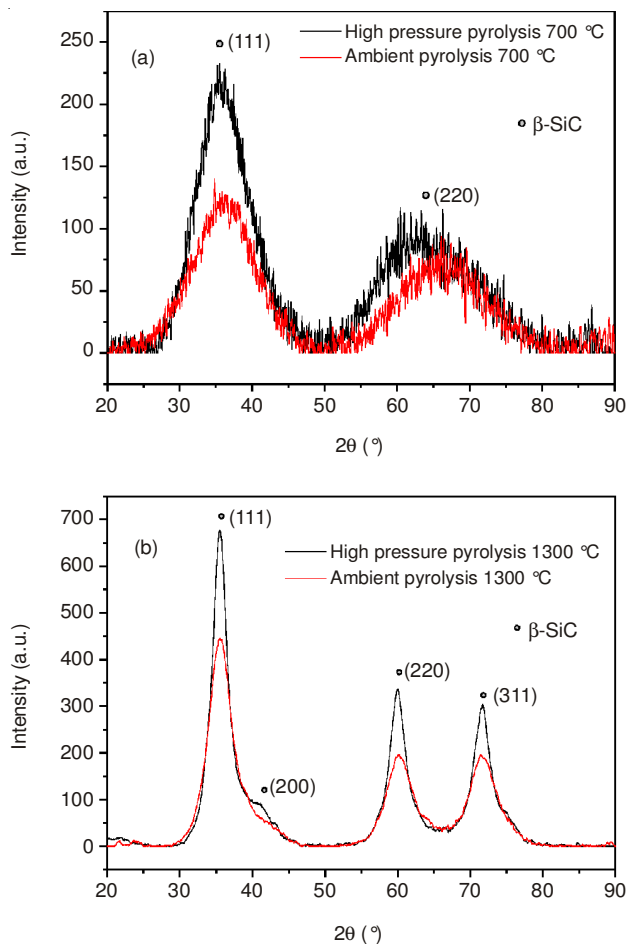 (a)
(111)
High pressure pyrolysis 700 °C
Ambient pyrolysis 700 °C
β-SiC
(220)
Intensity (a.u.)
250
200
150
100
50
0
20 30 40 50 60 70 80 90
2θ (°)
(b)
(111)
High pressure pyrolysis 1300 °C
Ambient pyrolysis 1300 °C
β-SiC
(220)
(311)
(200)
Intensity (a.u.)
700
600
500
400
300
200
100
0
20 30 40 50 60 70 80 90
2θ (°)